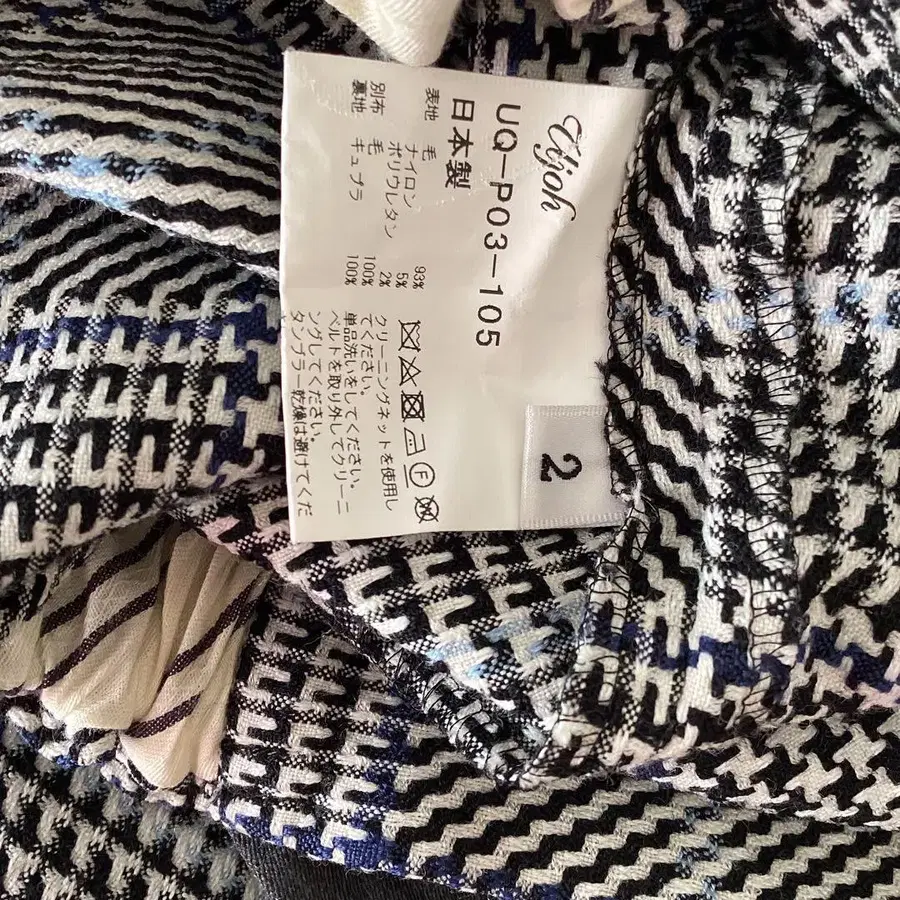 Ujoh
UQ-P03-105
日本製
表地 毛 93%
ナイロン 5%
ポリウレタン 2%
別布 毛 100%
裏地 キュプラ 100%
F
クリーニングネットを使用し
てください。
単品洗いをしてください。
ベルトを取り外してクリーニ
ングしてください。
タンブラー乾燥は避けてくだ
2